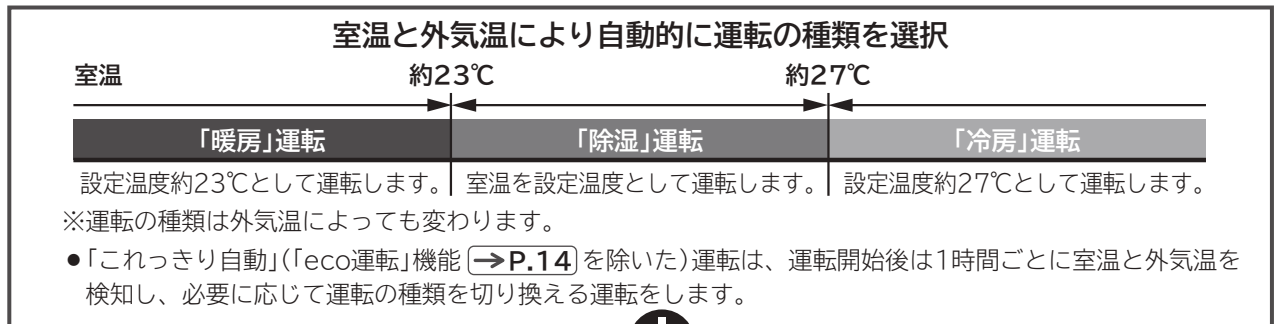 室温と外気温により自動的に運転の種類を選択
室温 約23℃ 約27℃
「暖房」運転 「除湿」運転 「冷房」運転
設定温度約23℃として運転します。 室温を設定温度として運転します。 設定温度約27℃として運転します。
※運転の種類は外気温によっても変わります。
●「これっきり自動」(「eco運転」機能 →P.14 を除いた)運転は、運転開始後は1時間ごとに室温と外気温を
検知し、必要に応じて運転の種類を切り換える運転をします。